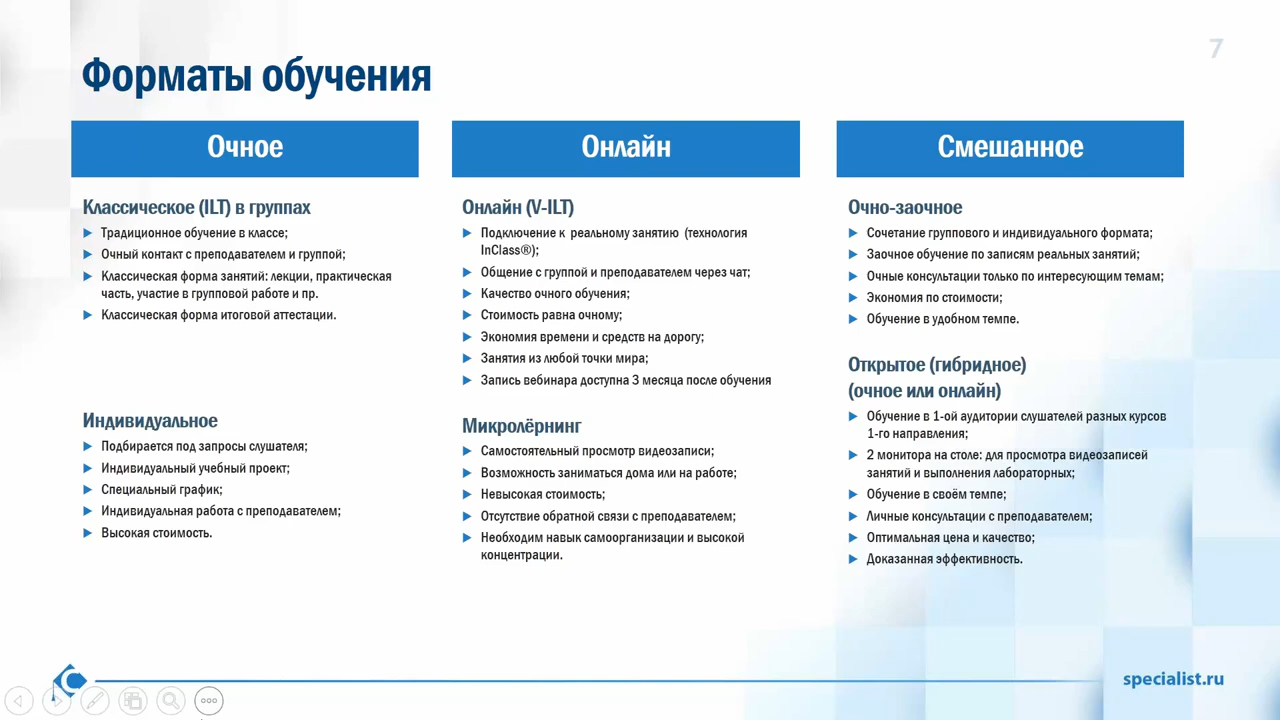 7
Форматы обучения
Очное
Классическое (ILT) в группах
Традиционное обучение в классе;
Очный контакт с преподавателем и группой;
Классическая форма занятий: лекции, практическая
часть, участие в групповой работе и пр.
Классическая форма итоговой аттестации.
Индивидуальное
Подбирается под запросы слушателя;
Индивидуальный учебный проект;
Специальный график;
Индивидуальная работа с преподавателем;
Высокая стоимость.
Онлайн
Онлайн (V-ILT)
Подключение к реальному занятию (технология
InClass®);
Общение с группой и преподавателем через чат;
Качество очного обучения;
Стоимость равна очному;
Экономия времени и средств на дорогу;
Занятия из любой точки мира;
Запись вебинара доступна 3 месяца после обучения
Микролёрнинг
Самостоятельный просмотр видеозаписи;
Возможность заниматься дома или на работе;
Невысокая стоимость;
Отсутствие обратной связи с преподавателем;
Необходим навык самоорганизации и высокой
концентрации.
Смешанное
Очно-заочное
Сочетание группового и индивидуального формата;
Заочное обучение по записям реальных занятий;
Очные консультации только по интересующим темам;
Экономия по стоимости;
Обучение в удобном темпе.
Открытое (гибридное)
(очное или онлайн)
Обучение в 1-ой аудитории слушателей разных курсов
1-го направления;
2 монитора на столе: для просмотра видеозаписей
занятий и выполнения лабораторных;
Обучение в своём темпе;
Личные консультации с преподавателем;
Оптимальная цена и качество;
Доказанная эффективность.
specialist.ru